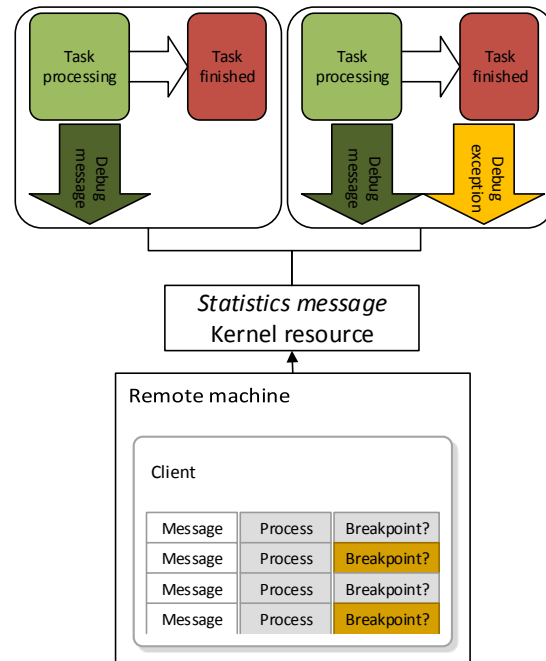 Task
processing
Task
finished
Debug
message
Task
processing
Task
finished
Debug
message
Debug
exception
Statistics message
Kernel resource
Remote machine
Client
Message Process Breakpoint?
Message Process Breakpoint?
Message Process Breakpoint?
Message Process Breakpoint?